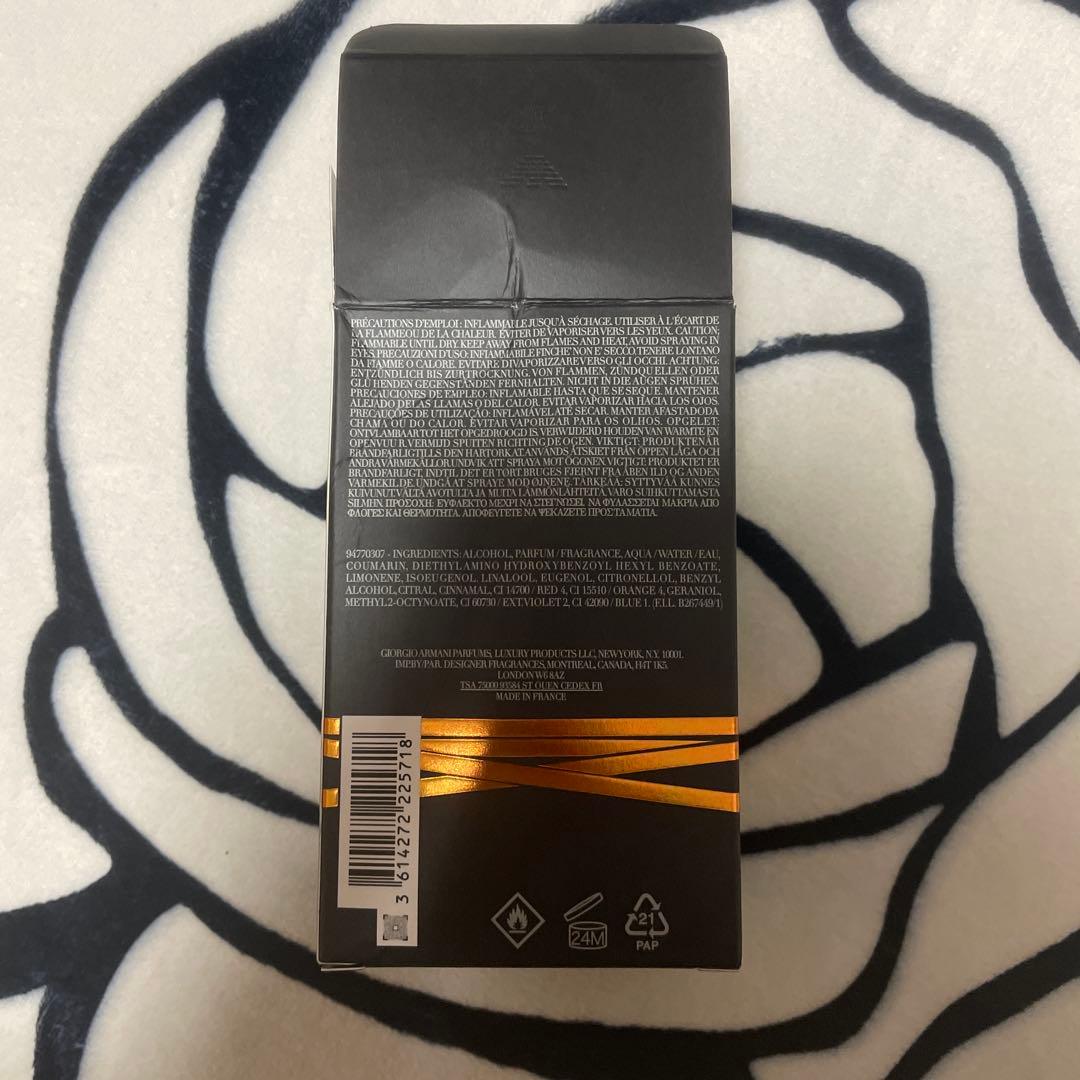 PRÉCAUTIONS D'EMPLOI: INFLAMMABLE JUSQU'À SÉCHAGE. UTILISER À L'ÉCART DE
LA FLAMME OU DE LA CHALEUR. ÉVITER DE VAPORISER VERS LES YEUX. CAUTION:
FLAMMABLE UNTIL DRY. KEEP AWAY FROM FLAMES AND HEAT, AVOID SPRAYING IN
EYES. PRECAUZIONI D'USO: INFIAMMABILE FINCHE' NON E' SECCO. TENERE LONTANO
DA FIAMME O CALORE. EVITARE DI VAPORIZZARE VERSO GLI OCCHI. ACHTUNG:
ENTZÜNDLICH BIS ZUR TROCKNUNG. VON FLAMMEN, ZÜNDQUELLEN ODER
GLÜHENDEN GEGENSTÄNDEN FERNHALTEN. NICHT IN DIE AUGEN SPRÜHEN.
PRECAUCIONES DE EMPLEO: INFLAMABLE HASTA QUE SE SEQUE. MANTENER
ALEJADO DE LAS LLAMAS O DEL CALOR. EVITAR VAPORIZAR HACIA LOS OJOS.
PRECAUÇÕES DE UTILIZAÇÃO: INFLAMÁVEL ATÉ SECAR. MANTER AFASTADO DA
CHAMA OU DO CALOR. EVITAR VAPORIZAR PARA OS OLHOS. OPGELET:
ONTVLAMBAAR TOT HET OPGEDROOGD IS, VERWIJDERD HOUDEN VAN WARMTE EN
OPEN VUUR. VERMIJD SPUTTEN RICHTING DE OGEN. VIKTIGT: PRODUKTEN ÄR
BRANDFARLIG TILLS DEN HAR TORKAT. ANVÄNDS ÅTSKIET FRÅN ÖPPEN LÅGA OCH
ANDRA VÄRMEKÄLLOR. UNDVIK ATT SPRAYA MOT ÖGONEN. VIGTIGT: PRODUKTET ER
BRANDFARLIGT, INDTIL DET ER TØRT. BRUGES FJERNT FRA ÅBEN ILD OG ANDEN
VARMEKILDE. UNDGÅ AT SPRAYE MOD ØJNENE. TÄRKEÄÄ: SYTTYVÄÄ KUNNES
KUIVUNUT. VÄLTÄ AVOTULTA JA MUITA LÄMMÖNLÄHTEITÄ. VARO SUIHKUTTAMASTA
SILMIIN. ΠΡΟΣΟΧΗ: ΕΥΦΛΕΚΤΟ ΜΕΧΡΙ ΝΑ ΣΤΕΓΝΩΣΕΙ. ΝΑ ΦΥΛΑΣΣΕΤΑΙ ΜΑΚΡΙΑ ΑΠΟ
ΦΛΟΓΕΣ ΚΑΙ ΘΕΡΜΟΤΗΤΑ. ΑΠΟΦΕΥΓΕΤΕ ΝΑ ΨΕΚΑΖΕΤΕ ΠΡΟΣ ΤΑ ΜΑΤΙΑ.
94770307 - INGREDIENTS: ALCOHOL, PARFUM / FRAGRANCE, AQUA / WATER / EAU,
COUMARIN, DIETHYLAMINO HYDROXYBENZOYL HEXYL BENZOATE,
LIMONENE, ISOEUGENOL, LINALOOL, EUGENOL, CITRONELLOL, BENZYL
ALCOHOL, CITRAL, CINNAMAL, CI 14700 / RED 4, CI 15510 / ORANGE 4, GERANIOL,
METHYL 2-OCTYNOATE, CI 60730 / EXT.VIOLET 2, CI 42090 / BLUE 1. (F.I.L. B267449/1)
GIORGIO ARMANI PARFUMS, LUXURY PRODUCTS LLC, NEW YORK, N.Y. 10001.
IMP.BY/PAR. DESIGNER FRAGRANCES, MONTREAL, CANADA, H4T 1K5.
LONDON W6 8AZ
TSA 75000 93584 ST OUEN CEDEX FR
MADE IN FRANCE
3 614272 225718
24M
21
PAP